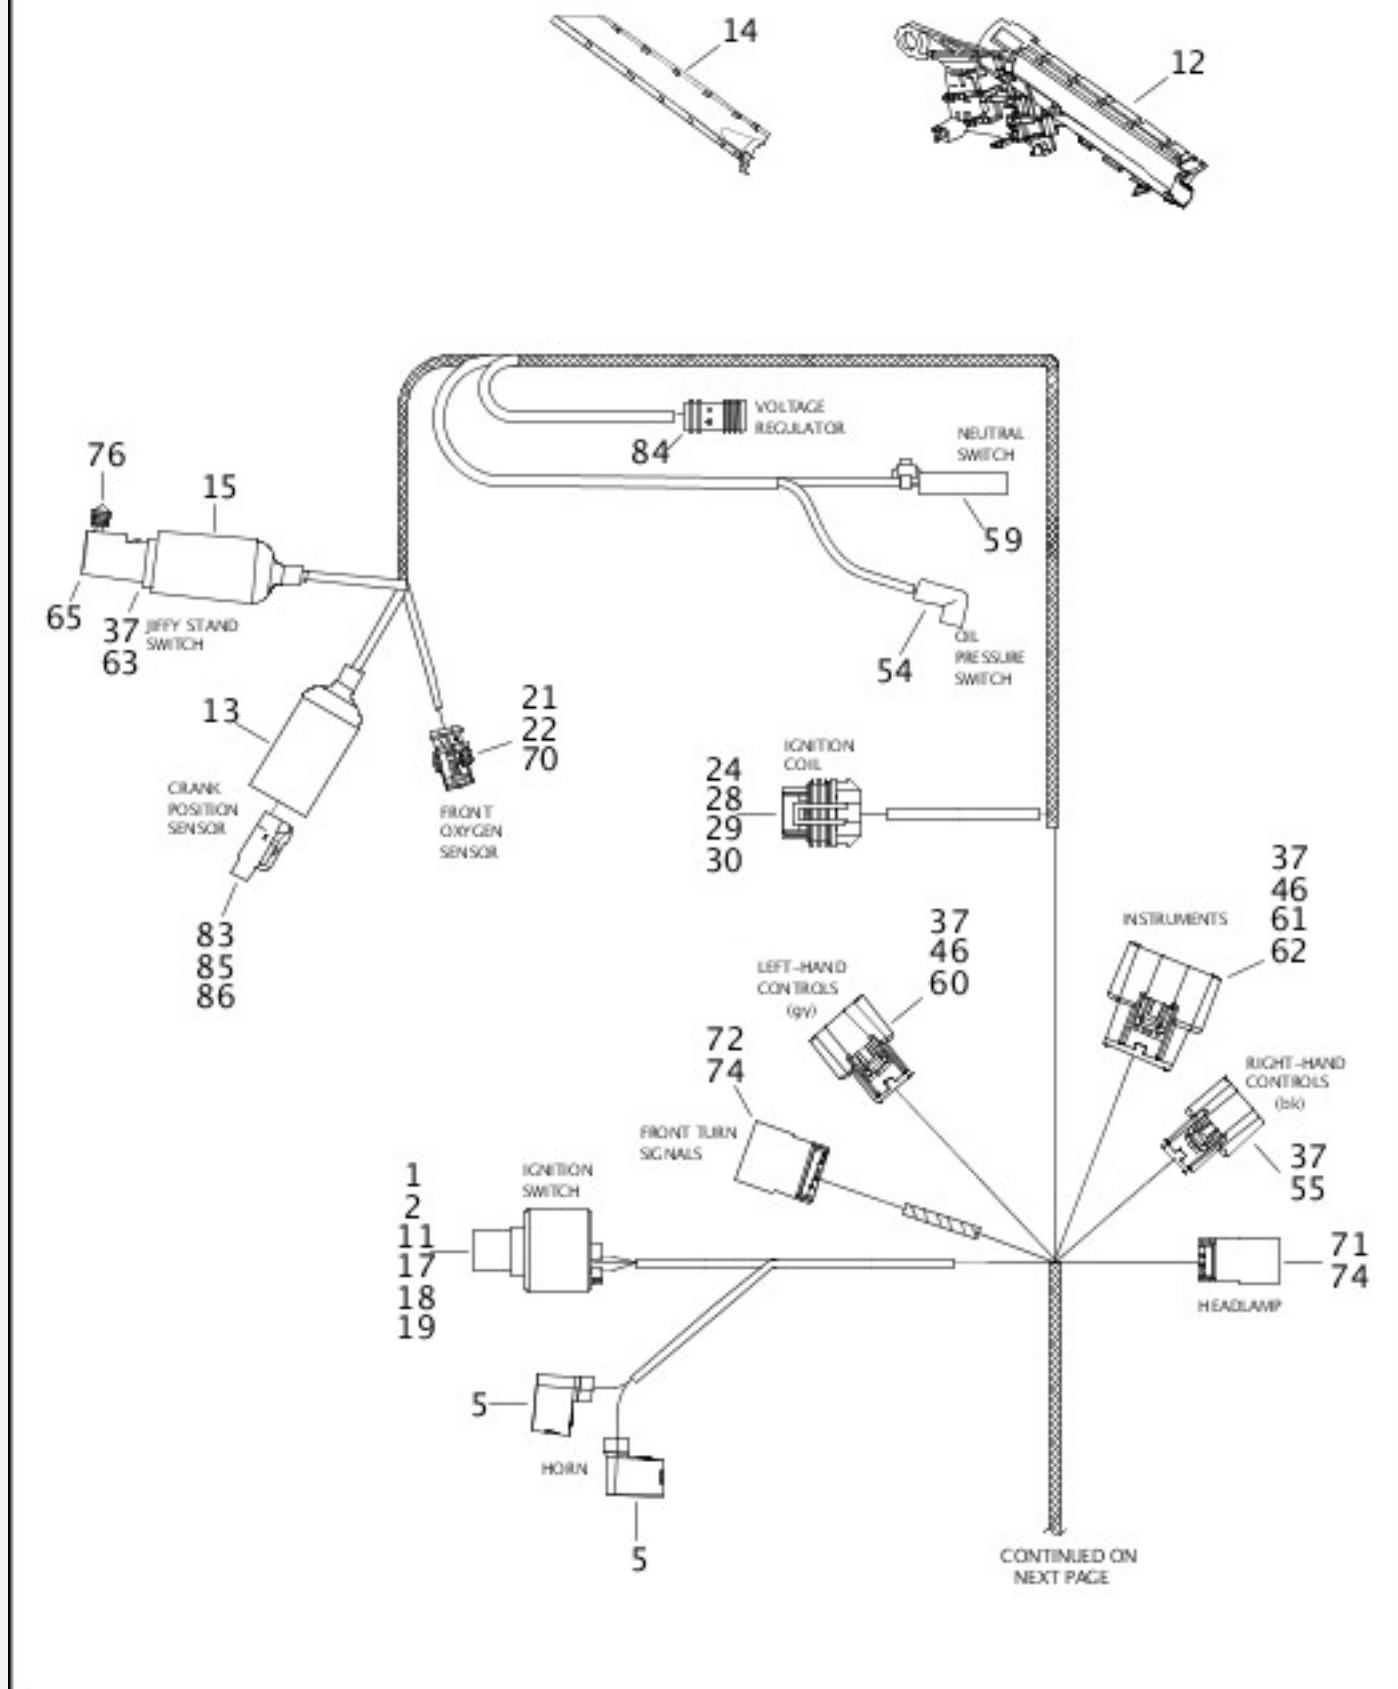 14
12
VOLTAGE
REGULATOR
84
NEUTRAL
SWITCH
59
76
15
65
37
63
JIFFY STAND
SWITCH
54
OIL
PRESSURE
SWITCH
13
21
22
70
CRANK
POSITION
SENSOR
FRONT
OXYGEN
SENSOR
IGNITION
COIL
24
28
29
30
83
85
86
37
46
61
62
INSTRUMENTS
37
46
60
LEFT-HAND
CONTROLS
(gy)
72
74
RIGHT-HAND
CONTROLS
(bk)
FRONT TURN
SIGNALS
37
55
IGNITION
SWITCH
1
2
11
17
18
19
71
74
HEADLAMP
5
HORN
5
CONTINUED ON
NEXT PAGE